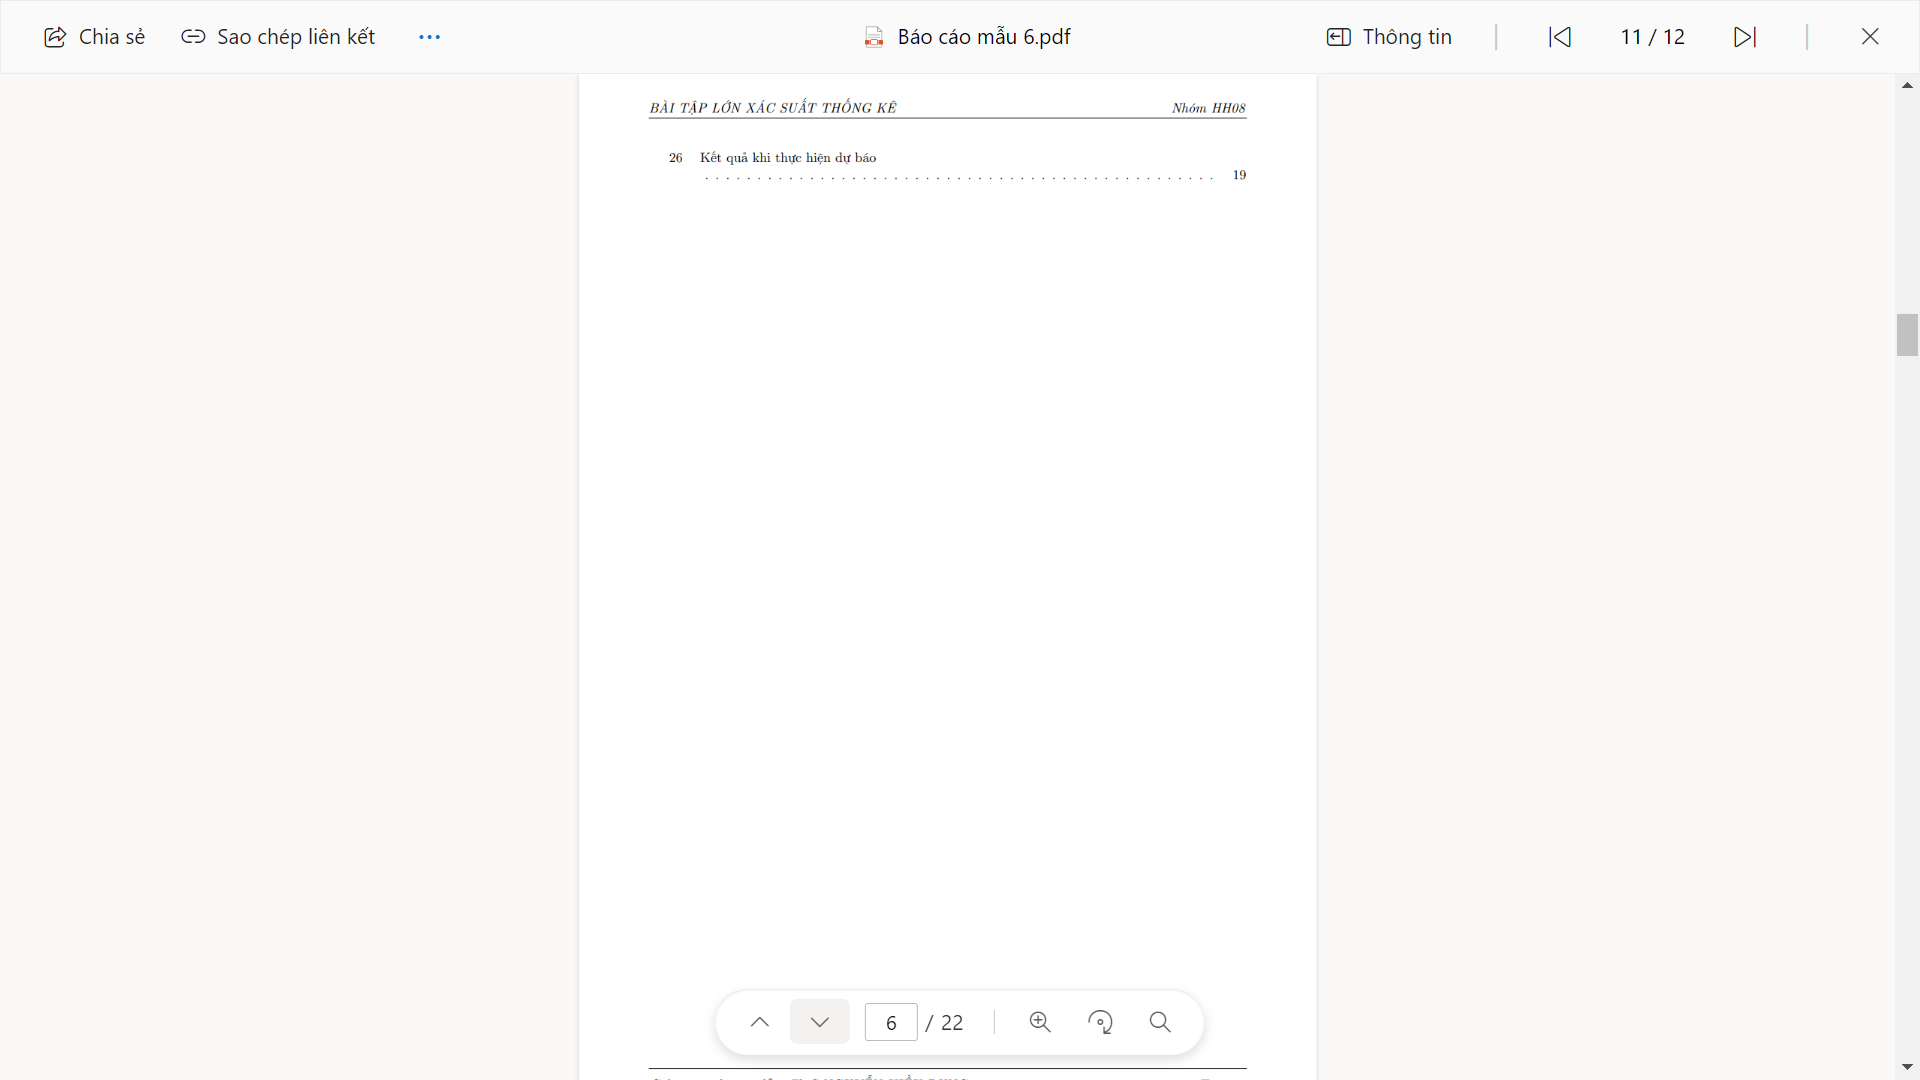 Chia sẻ Sao chép liên kết ... Báo cáo mẫu 6.pdf Thông tin 11 / 12
BÀI TẬP LỚN XÁC SUẤT THỐNG KÊ Nhóm HH08
26 Kết quả khi thực hiện dự báo
. . . . . . . . . . . . . . . . . . . . . . . . . . . . . . . . . . . . . . . . . . . . . . . . . 19
6 / 22